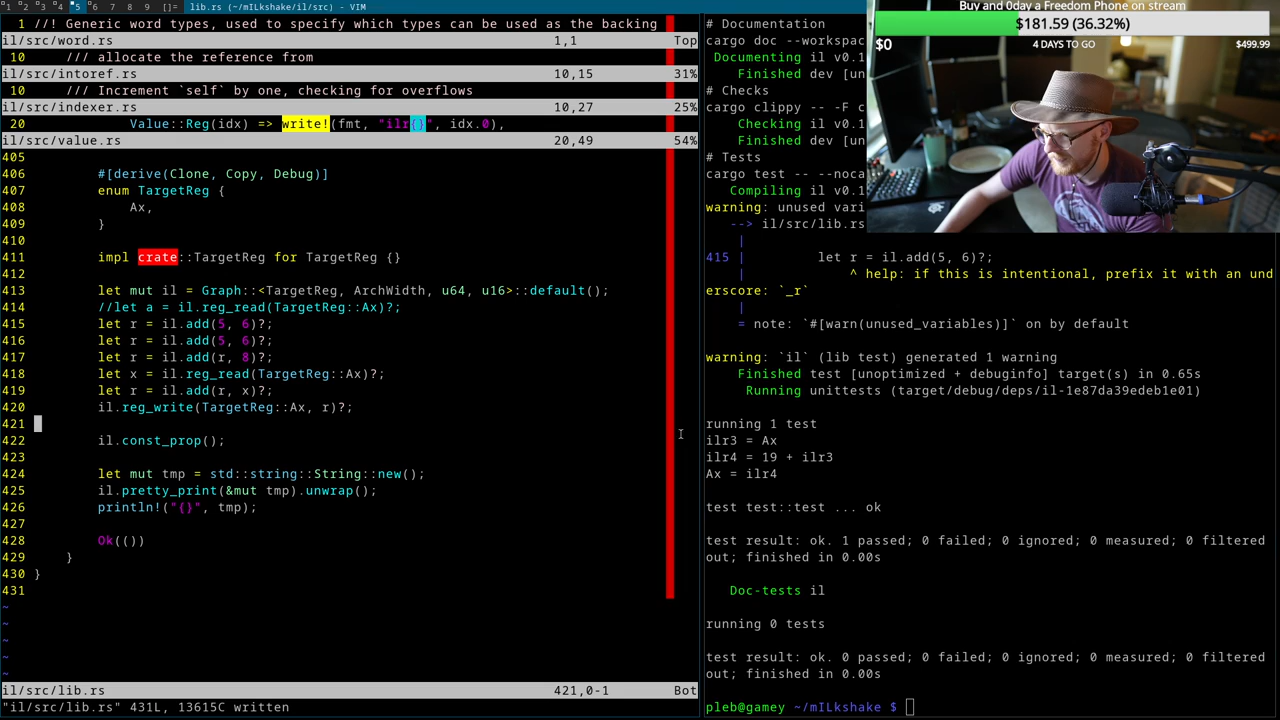 1 2 3 4 5 6 7 8 9 []= lib.rs (~/mILkshake/il/src) - VIM
1 //! Generic word types, used to specify which types can be used as the backing
il/src/word.rs 1,1 Top
10 /// allocate the reference from
il/src/intoref.rs 10,15 31%
10 /// Increment `self` by one, checking for overflows
il/src/indexer.rs 10,27 25%
20 Value::Reg(idx) => write!(fmt, "ilr{}", idx.0),
il/src/value.rs 20,49 54%
405
406 #[derive(Clone, Copy, Debug)]
407 enum TargetReg {
408 Ax,
409 }
410
411 impl crate::TargetReg for TargetReg {}
412
413 let mut il = Graph::<TargetReg, ArchWidth, u64, u16>::default();
414 //let a = il.reg_read(TargetReg::Ax)?;
415 let r = il.add(5, 6)?;
416 let r = il.add(5, 6)?;
417 let r = il.add(r, 8)?;
418 let x = il.reg_read(TargetReg::Ax)?;
419 let r = il.add(r, x)?;
420 il.reg_write(TargetReg::Ax, r)?;
421
422 il.const_prop();
423
424 let mut tmp = std::string::String::new();
425 il.pretty_print(&mut tmp).unwrap();
426 println!("{}", tmp);
427
428 Ok(())
429 }
430 }
431
~
~
~
~
~
il/src/lib.rs 421,0-1 Bot
"il/src/lib.rs" 431L, 13615C written
# Documentation
cargo doc --workspac
Documenting il v0.1
Finished dev [un
# Checks
cargo clippy -- -F c
Checking il v0.1
Finished dev [un
# Tests
cargo test -- --noca
Compiling il v0.1
warning: unused vari
--> il/src/lib.rs
|
415 | let r = il.add(5, 6)?;
| ^ help: if this is intentional, prefix it with an und
erscore: `_r`
|
= note: `#[warn(unused_variables)]` on by default
warning: `il` (lib test) generated 1 warning
Finished test [unoptimized + debuginfo] target(s) in 0.65s
Running unittests (target/debug/deps/il-1e87da39edeb1e01)
running 1 test
ilr3 = Ax
ilr4 = 19 + ilr3
Ax = ilr4
test test::test ... ok
test result: ok. 1 passed; 0 failed; 0 ignored; 0 measured; 0 filtered
out; finished in 0.00s
Doc-tests il
running 0 tests
test result: ok. 0 passed; 0 failed; 0 ignored; 0 measured; 0 filtered
out; finished in 0.00s
pleb@gamey ~/mILkshake $
Buy and 0day a Freedom Phone on stream
$181.59 (36.32%)
$0 4 DAYS TO GO $499.99